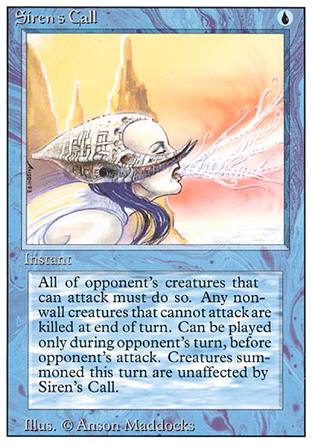 Siren's Call
Instant
All of opponent's creatures that
can attack must do so. Any non-
wall creatures that cannot attack are
killed at end of turn. Can be played
only during opponent's turn, before
opponent's attack. Creatures sum-
moned this turn are unaffected by
Siren's Call.
Illus. © Anson Maddocks